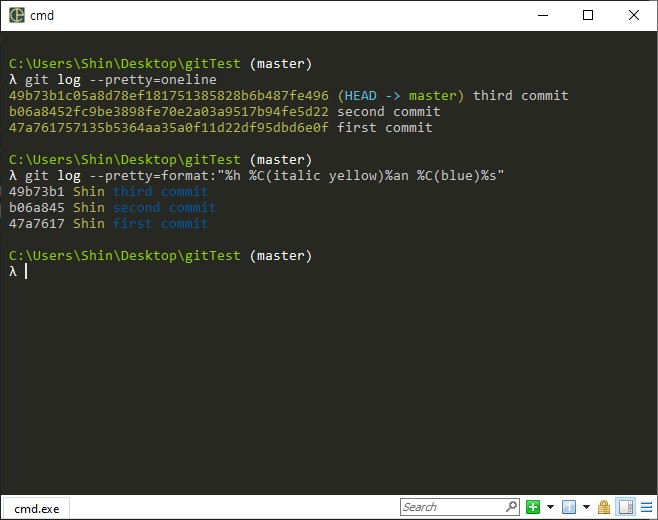 cmd
C:\Users\Shin\Desktop\gitTest (master)
λ git log --pretty=oneline
49b73b1c05a8d78ef181751385828b6b487fe496 (HEAD -> master) third commit
b06a8452fc9be3898fe70e2a03a9517b94fe5d22 second commit
47a761757135b5364aa35a0f11d22df95dbd6e0f first commit
C:\Users\Shin\Desktop\gitTest (master)
λ git log --pretty=format:"%h %C(italic yellow)%an %C(blue)%s"
49b73b1 Shin third commit
b06a845 Shin second commit
47a7617 Shin first commit
C:\Users\Shin\Desktop\gitTest (master)
λ
cmd.exe
Search